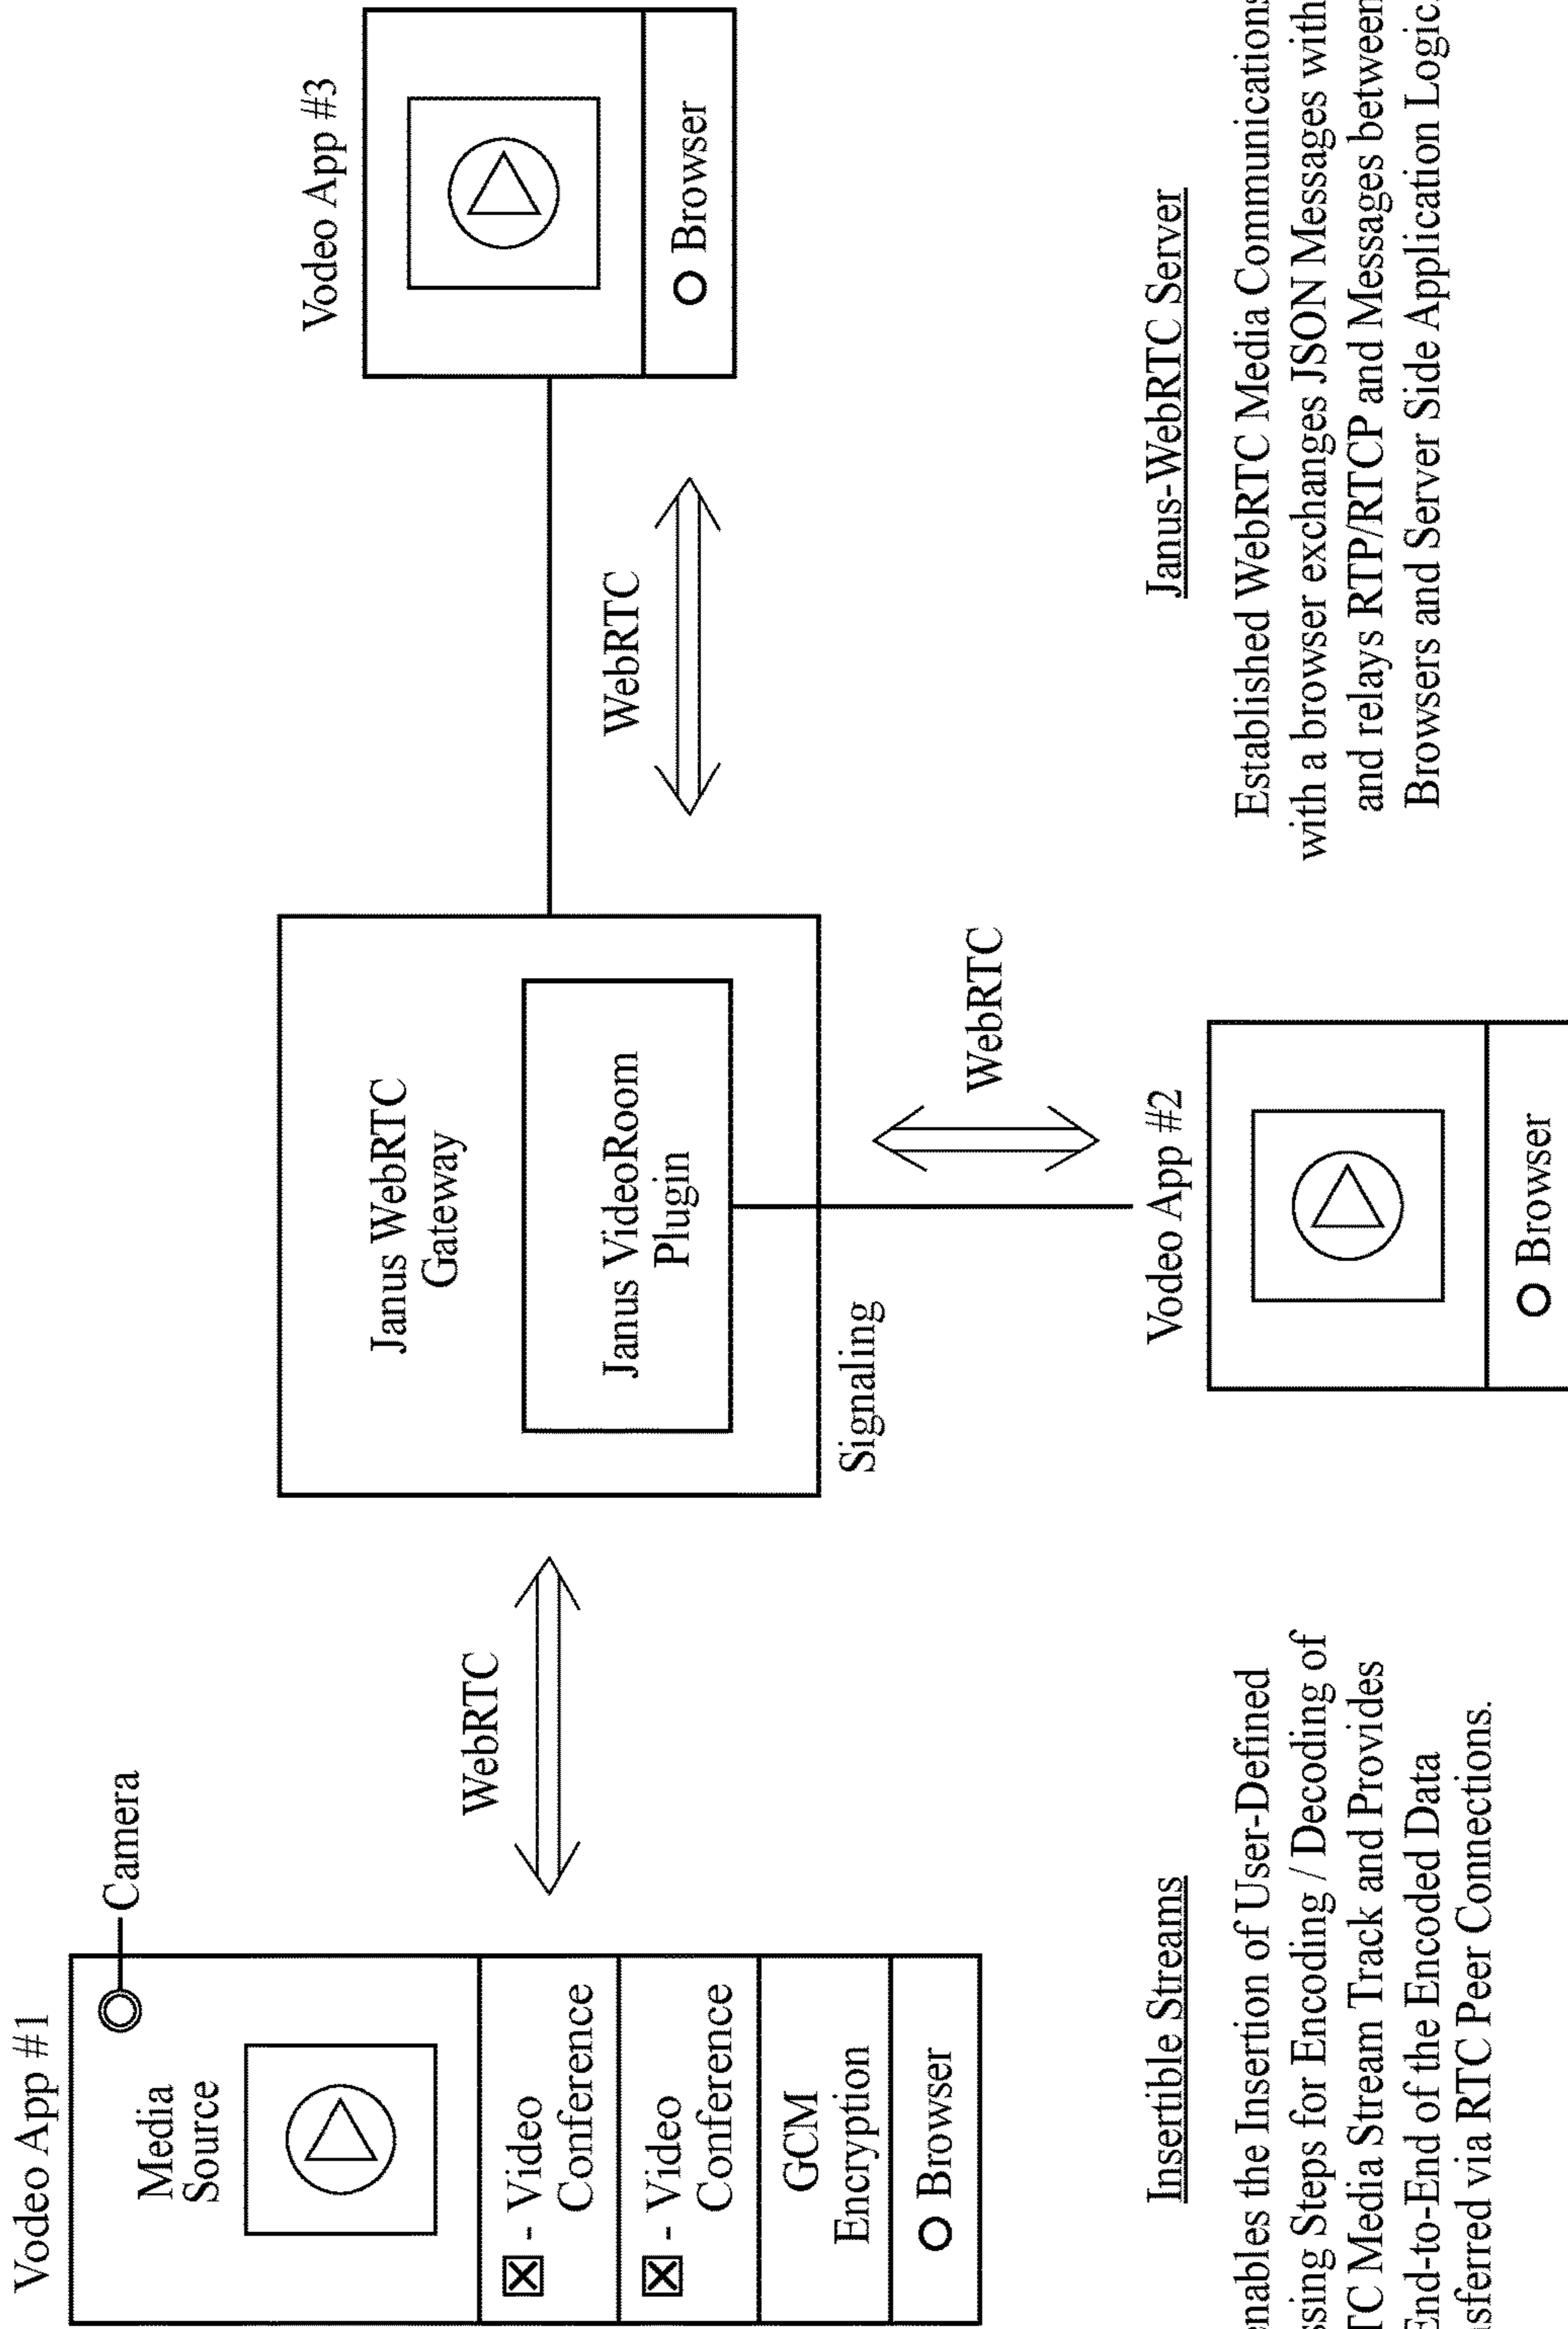 Vodeo App #1
Camera
Media
Source
- Video
Conference
- Video
Conference
GCM
Encryption
Browser
WebRTC
Janus WebRTC
Gateway
Janus VideoRoom
Plugin
Signaling
WebRTC
Vodeo App #2
Browser
WebRTC
Vodeo App #3
Browser
Insertible Streams
enables the Insertion of User-Defined
Steps for Encoding / Decoding of
Media Stream Track and Provides
End-to-End of the Encoded Data
via RTC Peer Connections.
Janus-WebRTC Server
Established WebRTC Media Communications
with a browser exchanges JSON Messages with
and relays RTP/RTCP and Messages between
Browsers and Server Side Application Logic.